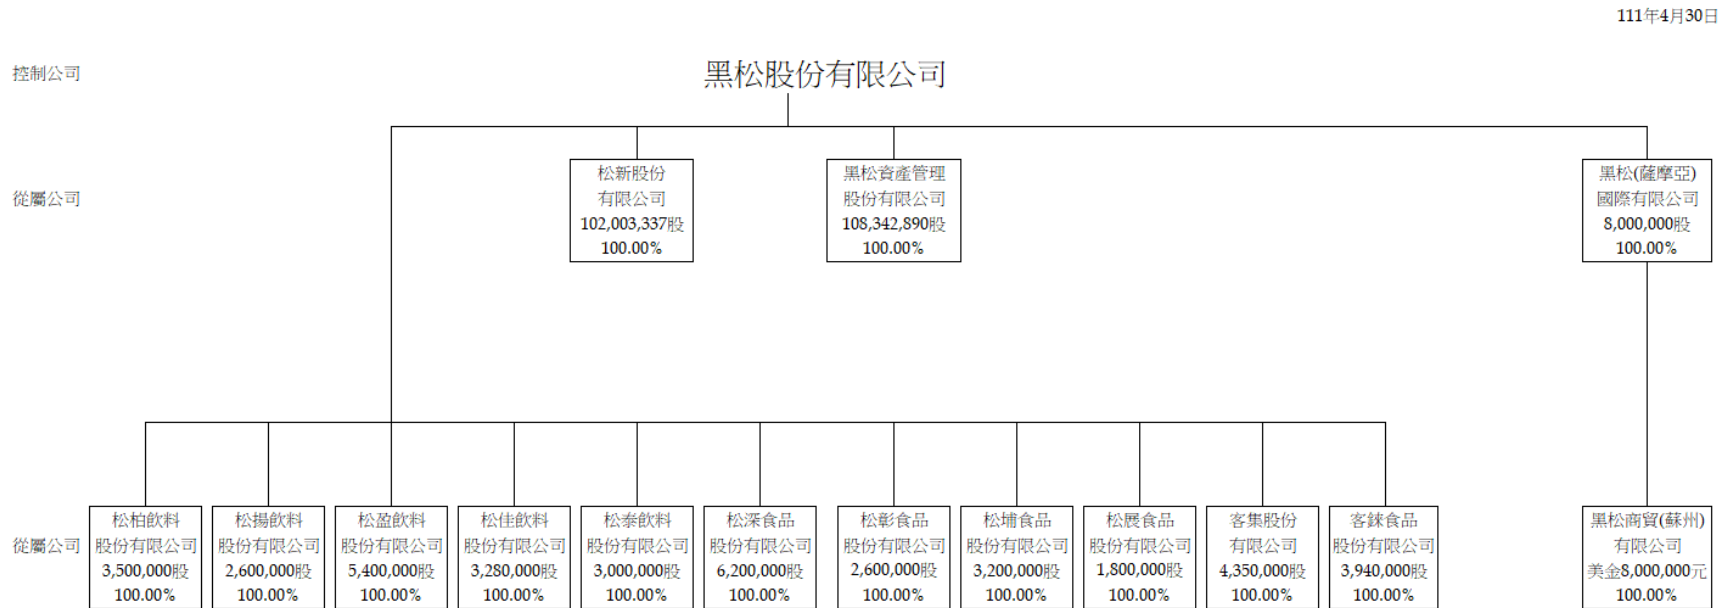 111年4月30日
控制公司
黑松股份有限公司
從屬公司
松新股份
有限公司
102,003,337股
100.00%
黑松資產管理
股份有限公司
108,342,890股
100.00%
黑松(薩摩亞)
國際有限公司
8,000,000股
100.00%
從屬公司
松柏飲料
股份有限公司
3,500,000股
100.00%
松揚飲料
股份有限公司
2,600,000股
100.00%
松盈飲料
股份有限公司
5,400,000股
100.00%
松佳飲料
股份有限公司
3,280,000股
100.00%
松泰飲料
股份有限公司
3,000,000股
100.00%
松深食品
股份有限公司
6,200,000股
100.00%
松彰食品
股份有限公司
2,600,000股
100.00%
松埔食品
股份有限公司
3,200,000股
100.00%
松展食品
股份有限公司
1,800,000股
100.00%
客集股份
有限公司
4,350,000股
100.00%
客錸食品
股份有限公司
3,940,000股
100.00%
黑松商貿(蘇州)
有限公司
美金8,000,000元
100.00%